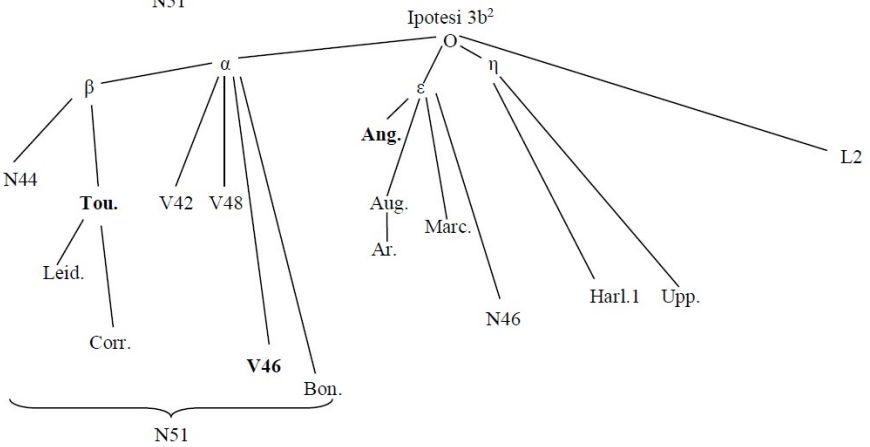 N51
Ipotesi 3b²
O
α
η
β
ε
Ang.
L2
N44
Tou.
V42
V48
Aug.
Marc.
Ar.
Leid.
Harl.1
Upp.
N46
Corr.
V46
Bon.
N51